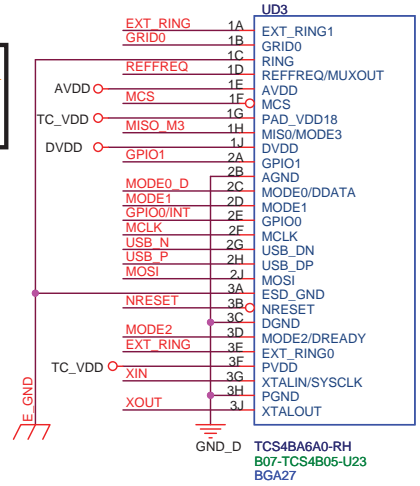 UD3
EXT_RING 1A EXT_RING1
GRID0 1B GRID0
1C RING
REFFREQ 1D REFFREQ/MUXOUT
AVDD 1E AVDD
MCS 1F MCS
TC_VDD 1G PAD_VDD18
MISO_M3 1H MIS0/MODE3
DVDD 1J DVDD
GPIO1 2A GPIO1
2B AGND
MODE0_D 2C MODE0/DDATA
MODE1 2D MODE1
GPIO0/INT 2E GPIO0
MCLK 2F MCLK
USB_N 2G USB_DN
USB_P 2H USB_DP
MOSI 2J MOSI
3A ESD_GND
NRESET 3B NRESET
3C DGND
MODE2 3D MODE2/DREADY
EXT_RING 3E EXT_RING0
TC_VDD 3F PVDD
XIN 3G XTALIN/SYSCLK
3H PGND
XOUT 3J XTALOUT
E_GND
GND_D
TCS4BA6A0-RH
B07-TCS4B05-U23
BGA27